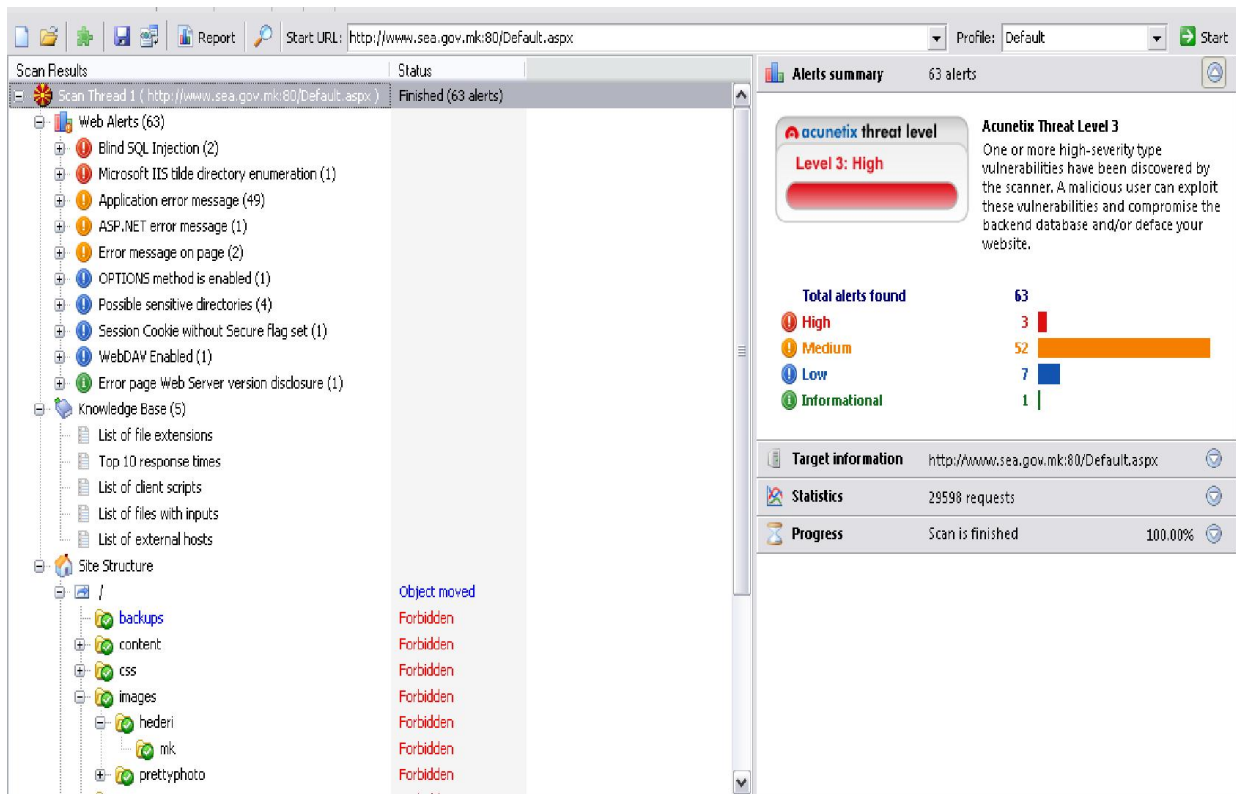 Report
Start URL: http://www.sea.gov.mk:80/Default.aspx
Profile: Default
Start
Scan Results
Status
Scan Thread 1 ( http://www.sea.gov.mk:80/Default.aspx )
Finished (63 alerts)
Web Alerts (63)
Blind SQL Injection (2)
Microsoft IIS tilde directory enumeration (1)
Application error message (49)
ASP.NET error message (1)
Error message on page (2)
OPTIONS method is enabled (1)
Possible sensitive directories (4)
Session Cookie without Secure flag set (1)
WebDAV Enabled (1)
Error page Web Server version disclosure (1)
Knowledge Base (5)
List of file extensions
Top 10 response times
List of client scripts
List of files with inputs
List of external hosts
Site Structure
/ Object moved
backups Forbidden
content Forbidden
css Forbidden
images Forbidden
hederi Forbidden
mk Forbidden
prettyphoto Forbidden
Alerts summary 63 alerts
acunetix threat level
Level 3: High
Acunetix Threat Level 3
One or more high-severity type
vulnerabilities have been discovered by
the scanner. A malicious user can exploit
these vulnerabilities and compromise the
backend database and/or deface your
website.
Total alerts found 63
High 3
Medium 52
Low 7
Informational 1
Target information http://www.sea.gov.mk:80/Default.aspx
Statistics 29598 requests
Progress Scan is finished 100.00%